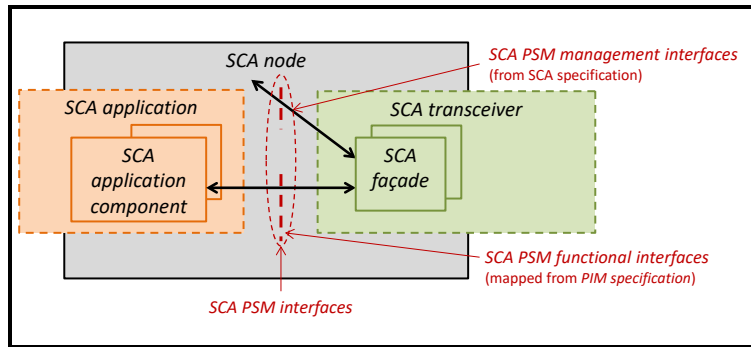 SCA node
SCA PSM management interfaces
(from SCA specification)
SCA application
SCA transceiver
SCA
application
component
SCA
façade
SCA PSM functional interfaces
(mapped from PIM specification)
SCA PSM interfaces